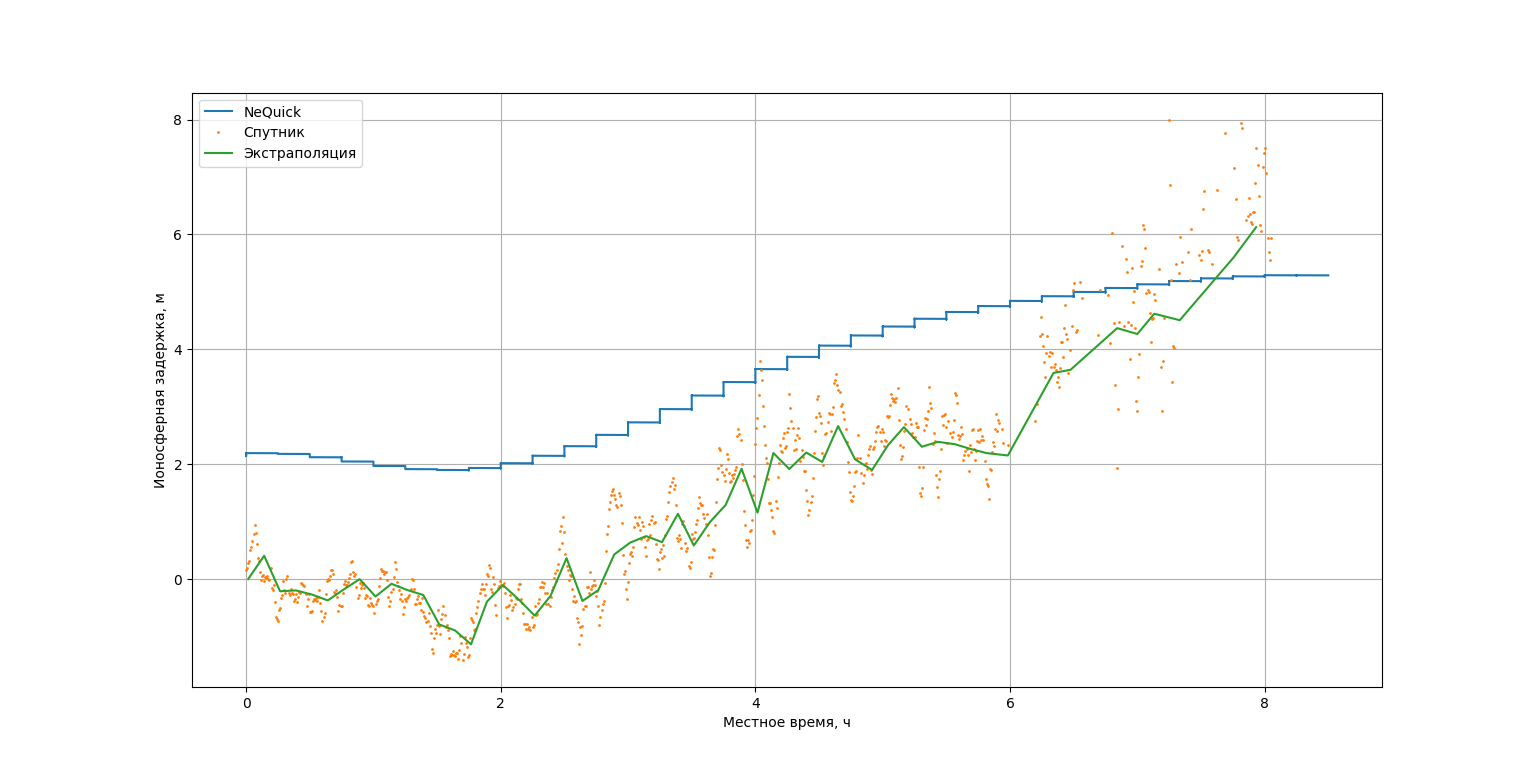 NeQuick
Спутник
Экстраполяция
8
6
4
2
0
Ионосферная задержка, м
0 2 4 6 8
Местное время, ч